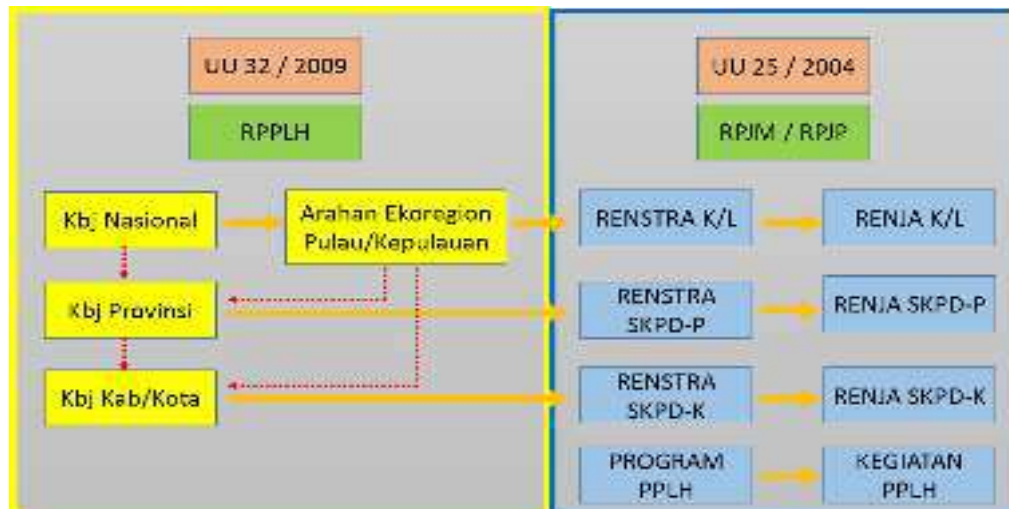 UU 32 / 2009
RPPLH
Kbj Nasional
Arahan Ekoregion
Pulau/Kepulauan
Kbj Provinsi
Kbj Kab/Kota
UU 25 / 2004
RPJM / RPJP
RENSTRA K/L
RENJA K/L
RENSTRA
SKPD-P
RENJA SKPD-P
RENSTRA
SKPD-K
RENJA SKPD-K
PROGRAM
PPLH
KEGIATAN
PPLH